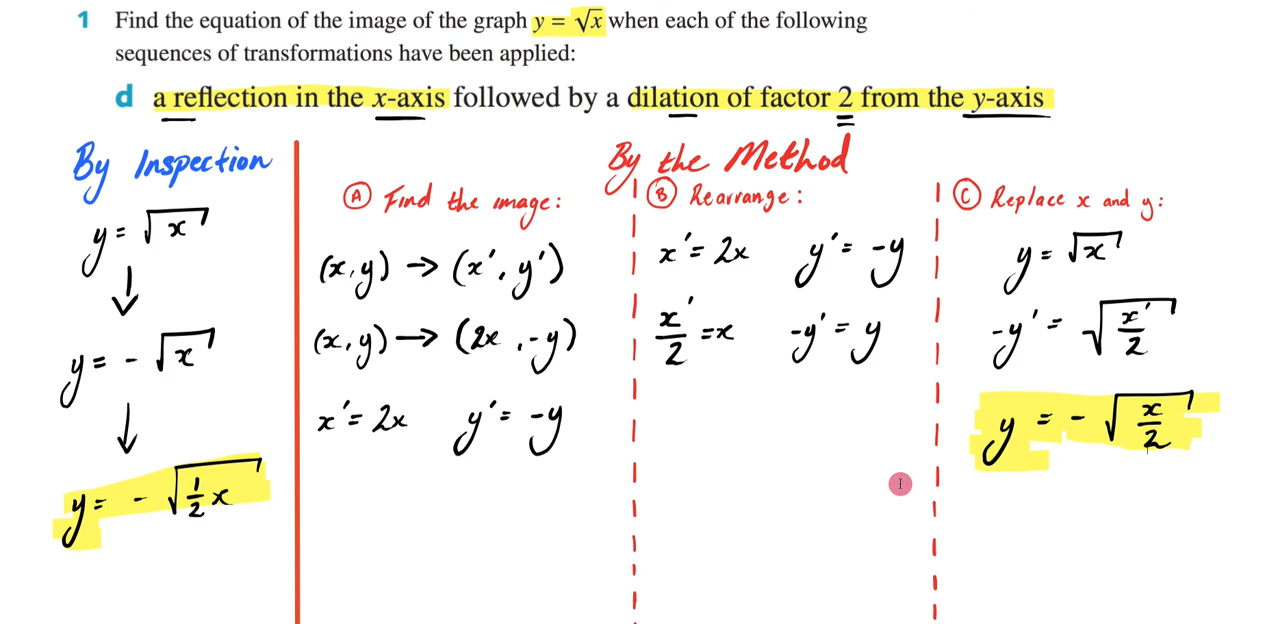 1 Find the equation of the image of the graph y = √x when each of the following
sequences of transformations have been applied:
d a reflection in the x-axis followed by a dilation of factor 2 from the y-axis
By Inspection
y = √x
↓
y = - √x
↓
y = - √(1/2 x)
By the Method
Ⓐ Find the image:
(x, y) → (x', y')
(x, y) → (2x, -y)
x' = 2x y' = -y
Ⓑ Rearrange:
x' = 2x y' = -y
x'/2 = x -y' = y
Ⓒ Replace x and y:
y = √x
-y' = √(x'/2)
y = - √(x/2)